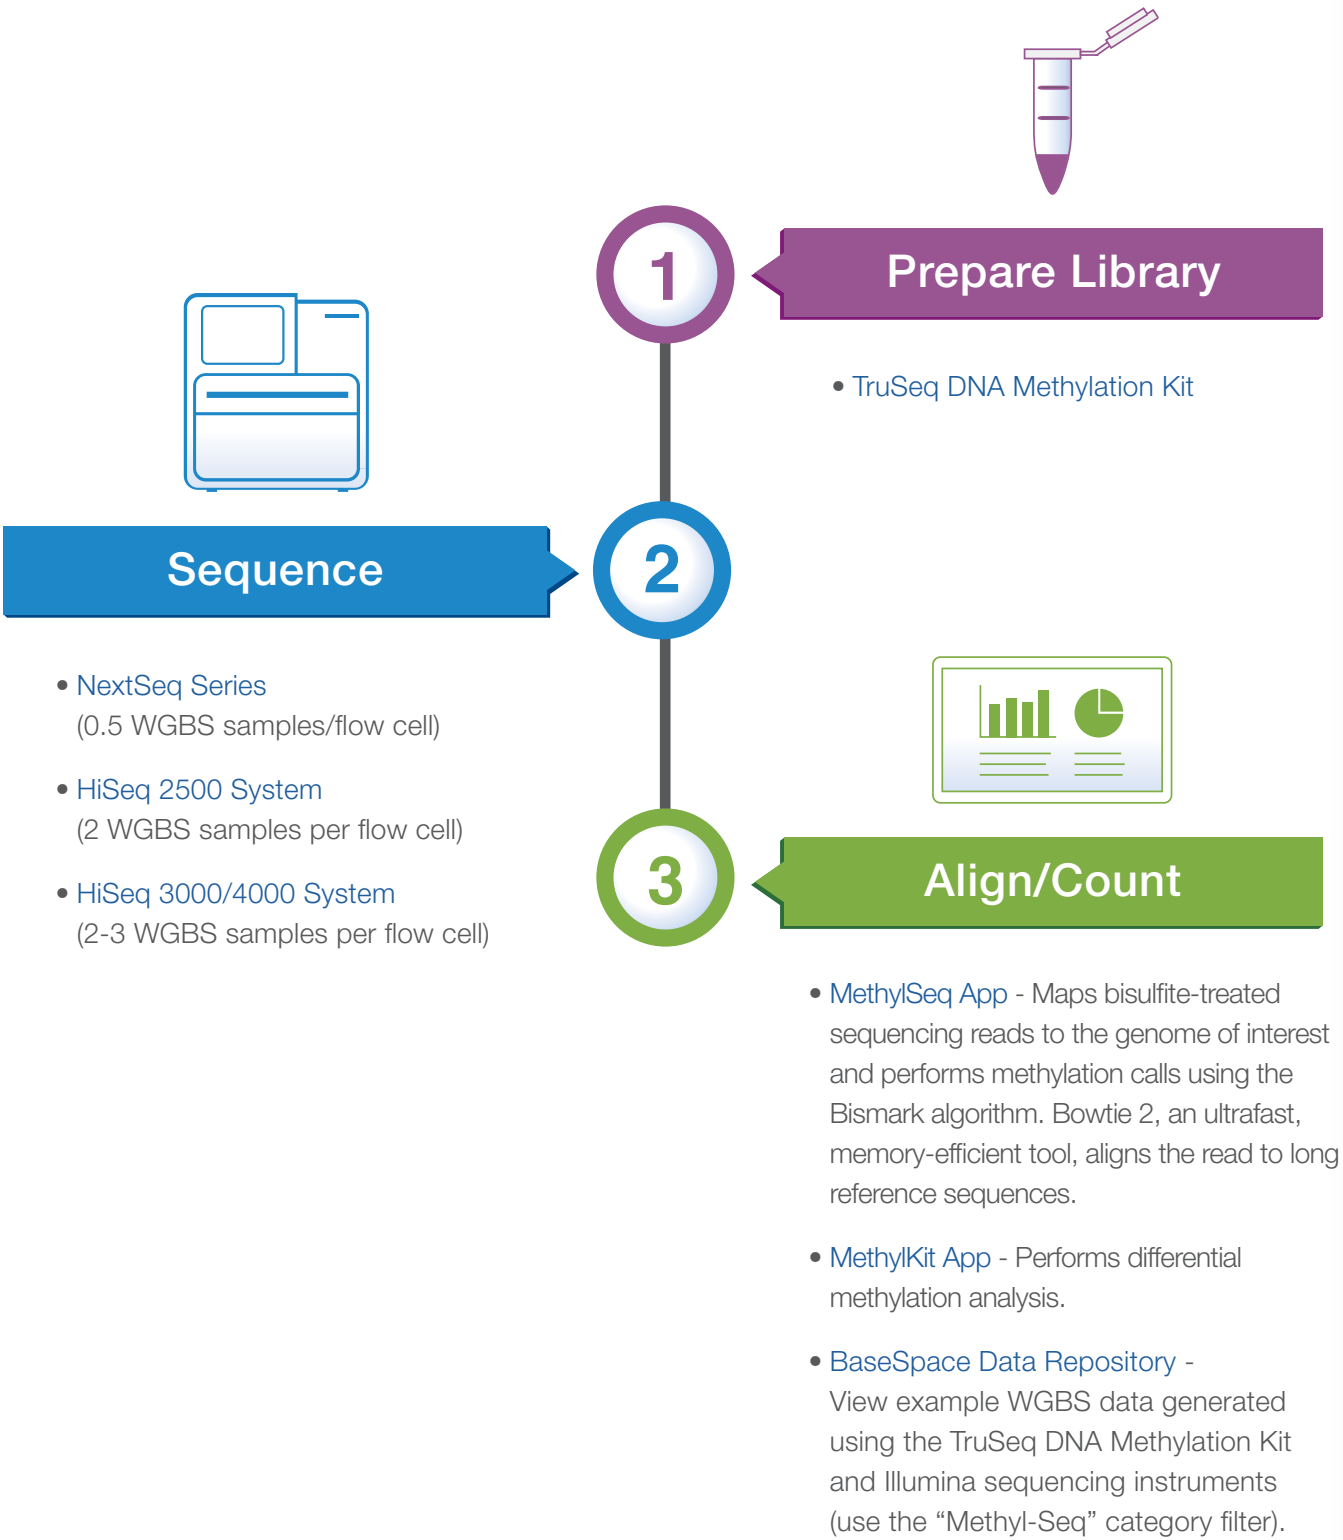 1
Prepare Library
• TruSeq DNA Methylation Kit
Sequence
2
• NextSeq Series
(0.5 WGBS samples/flow cell)
• HiSeq 2500 System
(2 WGBS samples per flow cell)
• HiSeq 3000/4000 System
(2-3 WGBS samples per flow cell)
3
Align/Count
• MethylSeq App - Maps bisulfite-treated
sequencing reads to the genome of interest
and performs methylation calls using the
Bismark algorithm. Bowtie 2, an ultrafast,
memory-efficient tool, aligns the read to long
reference sequences.
• MethylKit App - Performs differential
methylation analysis.
• BaseSpace Data Repository -
View example WGBS data generated
using the TruSeq DNA Methylation Kit
and Illumina sequencing instruments
(use the “Methyl-Seq” category filter).